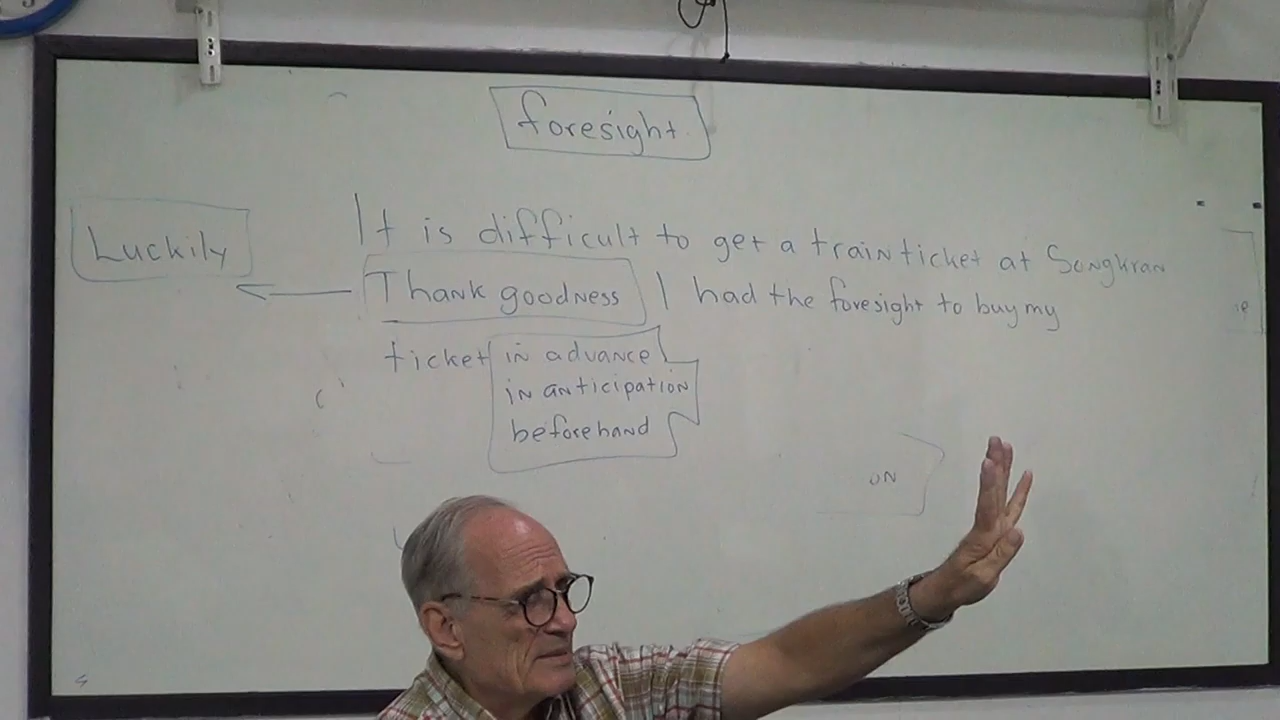 foresight
Luckily
It is difficult to get a train ticket at Songkran
Thank goodness I had the foresight to buy my
ticket in advance
in anticipation
beforehand
on